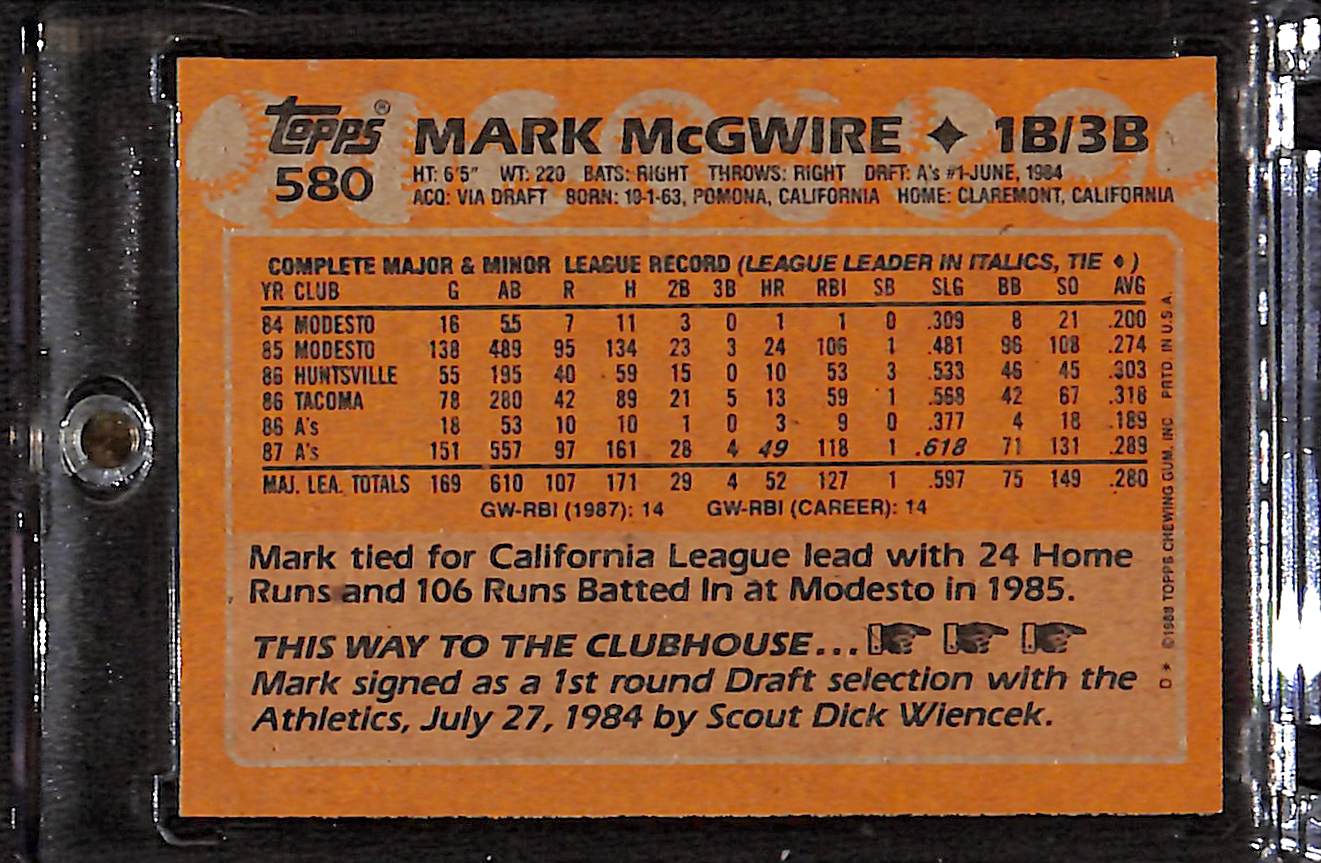 topps® MARK McGWIRE ✦ 1B/3B
580 HT: 6'5" WT: 220 BATS: RIGHT THROWS: RIGHT DRFT: A's #1-JUNE, 1984
ACQ: VIA DRAFT BORN: 10-1-63, POMONA, CALIFORNIA HOME: CLAREMONT, CALIFORNIA
COMPLETE MAJOR & MINOR LEAGUE RECORD (LEAGUE LEADER IN ITALICS, TIE ♦)
YR CLUB G AB R H 2B 3B HR RBI SB SLG BB SO AVG
84 MODESTO 16 55 7 11 3 0 1 1 0 .309 8 21 .200
85 MODESTO 138 489 95 134 23 3 24 106 1 .481 96 108 .274
86 HUNTSVILLE 55 195 40 59 15 0 10 53 3 .533 46 45 .303
86 TACOMA 78 280 42 89 21 5 13 59 1 .568 42 67 .318
86 A's 18 53 10 10 1 0 3 9 0 .377 4 18 .189
87 A's 151 557 97 161 28 4 49 118 1 .618 71 131 .289
MAJ. LEA. TOTALS 169 610 107 171 29 4 52 127 1 .597 75 149 .280
GW-RBI (1987): 14 GW-RBI (CAREER): 14
Mark tied for California League lead with 24 Home
Runs and 106 Runs Batted In at Modesto in 1985.
THIS WAY TO THE CLUBHOUSE...
Mark signed as a 1st round Draft selection with the
Athletics, July 27, 1984 by Scout Dick Wiencek.
D* ©1988 TOPPS CHEWING GUM, INC. PRTD IN U.S.A.